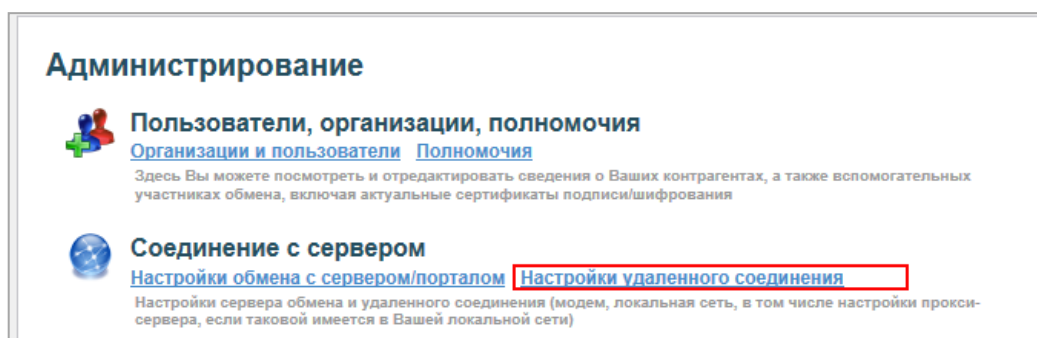 Администрирование
Пользователи, организации, полномочия
Организации и пользователи Полномочия
Здесь Вы можете посмотреть и отредактировать сведения о Ваших контрагентах, а также вспомогательных
участниках обмена, включая актуальные сертификаты подписи/шифрования
Соединение с сервером
Настройки обмена с сервером/порталом Настройки удаленного соединения
Настройки сервера обмена и удаленного соединения (модем, локальная сеть, в том числе настройки прокси-
сервера, если таковой имеется в Вашей локальной сети)